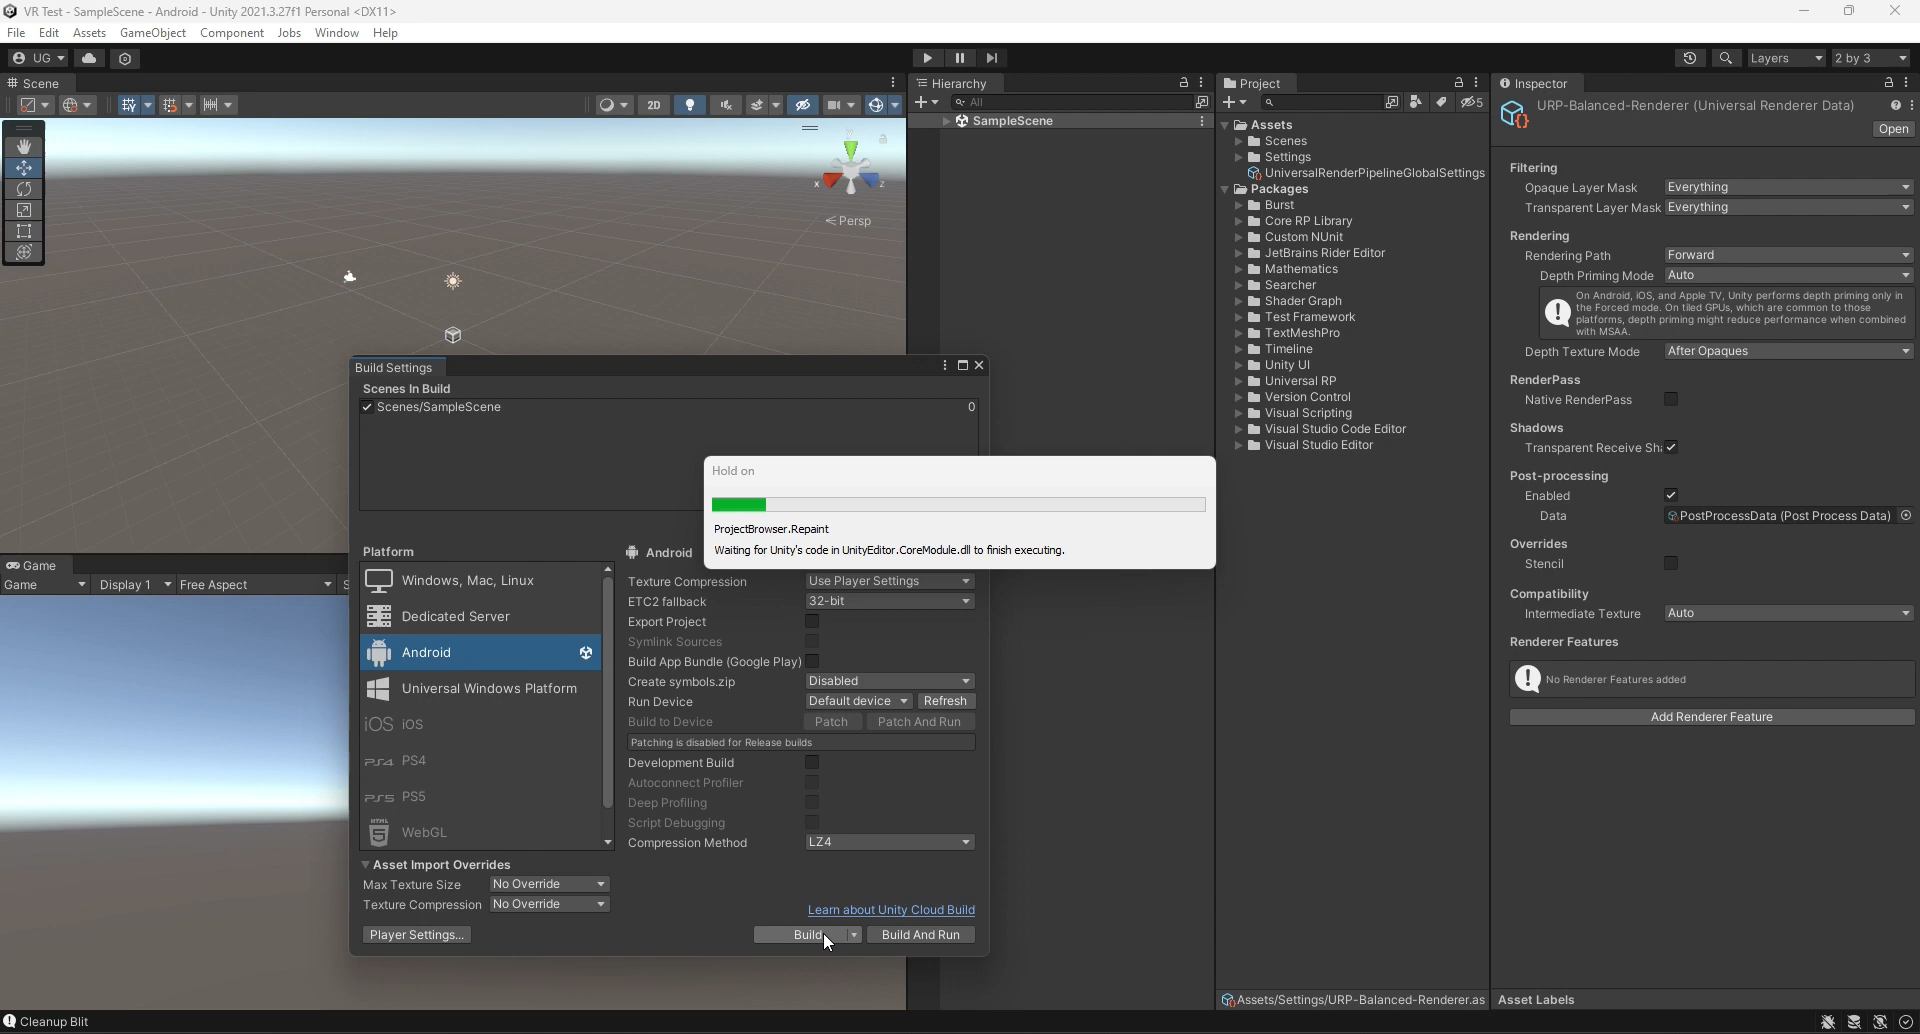 VR Test - SampleScene - Android - Unity 2021.3.27f1 Personal <DX11>
File Edit Assets GameObject Component Jobs Window Help
UG
Layers
2 by 3
Scene
2D
y
x
z
Persp
Hierarchy
All
SampleScene
Project
5
Assets
Scenes
Settings
UniversalRenderPipelineGlobalSettings
Packages
Burst
Core RP Library
Custom NUnit
JetBrains Rider Editor
Mathematics
Searcher
Shader Graph
Test Framework
TextMeshPro
Timeline
Unity UI
Universal RP
Version Control
Visual Scripting
Visual Studio Code Editor
Visual Studio Editor
Assets/Settings/URP-Balanced-Renderer.as
Inspector
URP-Balanced-Renderer (Universal Renderer Data)
Open
Filtering
Opaque Layer Mask Everything
Transparent Layer Mask Everything
Rendering
Rendering Path Forward
Depth Priming Mode Auto
On Android, iOS, and Apple TV, Unity performs depth priming only in
the Forced mode. On tiled GPUs, which are common to those
platforms, depth priming might reduce performance when combined
with MSAA.
Depth Texture Mode After Opaques
RenderPass
Native RenderPass
Shadows
Transparent Receive Sh
Post-processing
Enabled
Data PostProcessData (Post Process Data)
Overrides
Stencil
Compatibility
Intermediate Texture Auto
Renderer Features
No Renderer Features added
Add Renderer Feature
Asset Labels
Build Settings
Scenes In Build
Scenes/SampleScene 0
Hold on
ProjectBrowser.Repaint
Waiting for Unity's code in UnityEditor.CoreModule.dll to finish executing.
Platform
Windows, Mac, Linux
Dedicated Server
Android
Universal Windows Platform
iOS iOS
PS4 PS4
PS5 PS5
HTML 5 WebGL
Android
Texture Compression Use Player Settings
ETC2 fallback 32-bit
Export Project
Symlink Sources
Build App Bundle (Google Play)
Create symbols.zip Disabled
Run Device Default device Refresh
Build to Device Patch Patch And Run
Patching is disabled for Release builds
Development Build
Autoconnect Profiler
Deep Profiling
Script Debugging
Compression Method LZ4
Asset Import Overrides
Max Texture Size No Override
Texture Compression No Override
Learn about Unity Cloud Build
Player Settings... Build Build And Run
Game
Game Display 1 Free Aspect S
Cleanup Blit